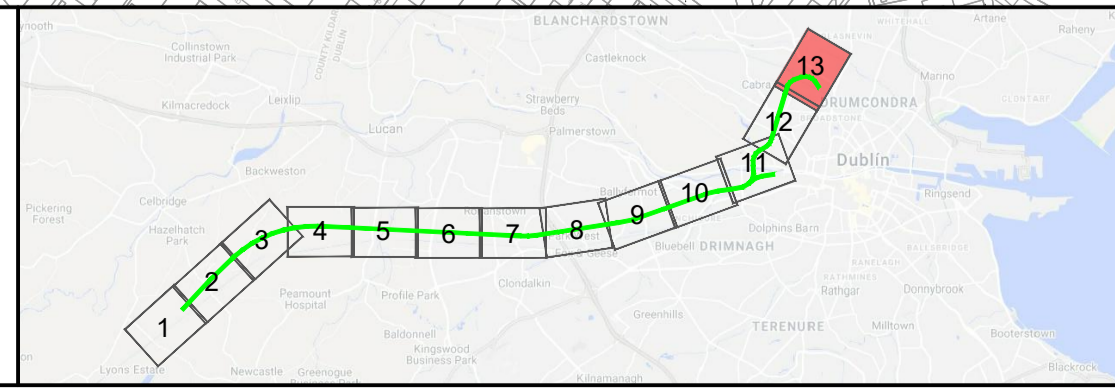 BLANCHARDSTOWN
WHITEHALL
Artane
Raheny
Collinstown
Industrial Park
COUNTY KILDARE
DUBLIN
Castleknock
13
Marino
Cabra
CLONTARF
DRUMCONDRA
Kilmacredock
Leixlip
Strawberry
Beds
Lucan
Palmerstown
12
BROADSTONE
Backweston
11
Dublin
Celbridge
Ballyfermot
10
Ringsend
Pickering
Forest
Hazelhatch
Park
3
4
5
6
7
8
9
Dolphins Barn
Bluebell
DRIMNAGH
BALLSBRIDGE
RANELAGH
2
Peamount
Hospital
Profile Park
Clondalkin
RATHMINES
Rathgar
Donnybrook
1
Greenhills
TERENURE
Milltown
Booterstown
Baldonnell
Kingswood
Business Park
Lyons Estate
Newcastle
Greenogue
Kilnamanagh
Blackrock